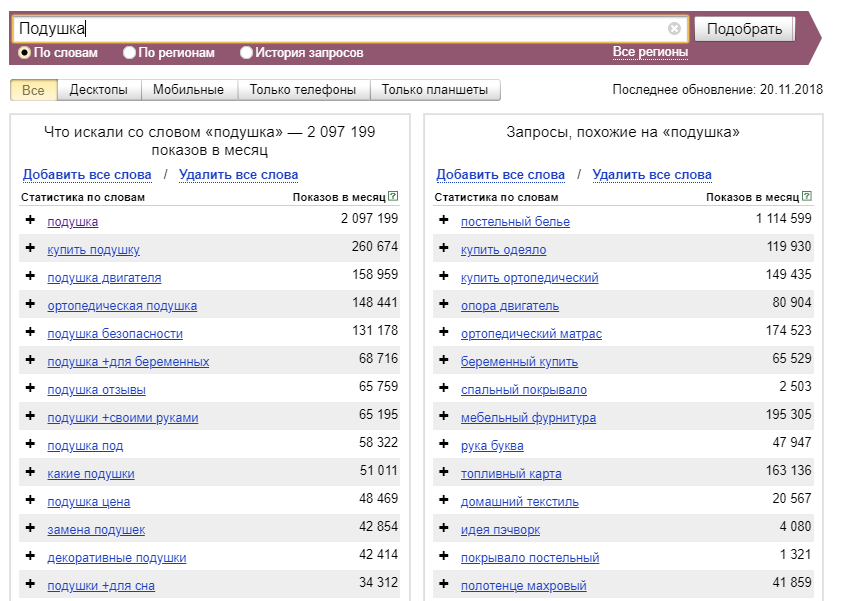 Подушка
Подобрать
По словам По регионам История запросов Все регионы
Все Десктопы Мобильные Только телефоны Только планшеты Последнее обновление: 20.11.2018
Что искали со словом «подушка» — 2 097 199
показов в месяц
Добавить все слова / Удалить все слова
Статистика по словам Показов в месяц ?
+ подушка 2 097 199
+ купить подушку 260 674
+ подушка двигателя 158 959
+ ортопедическая подушка 148 441
+ подушка безопасности 131 178
+ подушка +для беременных 68 716
+ подушка отзывы 65 759
+ подушки +своими руками 65 195
+ подушка под 58 322
+ какие подушки 51 011
+ подушка цена 48 469
+ замена подушек 42 854
+ декоративные подушки 42 414
+ подушки +для сна 34 312
Запросы, похожие на «подушка»
Добавить все слова / Удалить все слова
Статистика по словам Показов в месяц ?
+ постельный белье 1 114 599
+ купить одеяло 119 930
+ купить ортопедический 149 435
+ опора двигатель 80 904
+ ортопедический матрас 174 523
+ беременный купить 65 529
+ спальный покрывало 2 503
+ мебельный фурнитура 195 305
+ рука буква 47 947
+ топливный карта 163 136
+ домашний текстиль 20 567
+ идея пэчворк 4 080
+ покрывало постельный 1 321
+ полотенце махровый 41 859